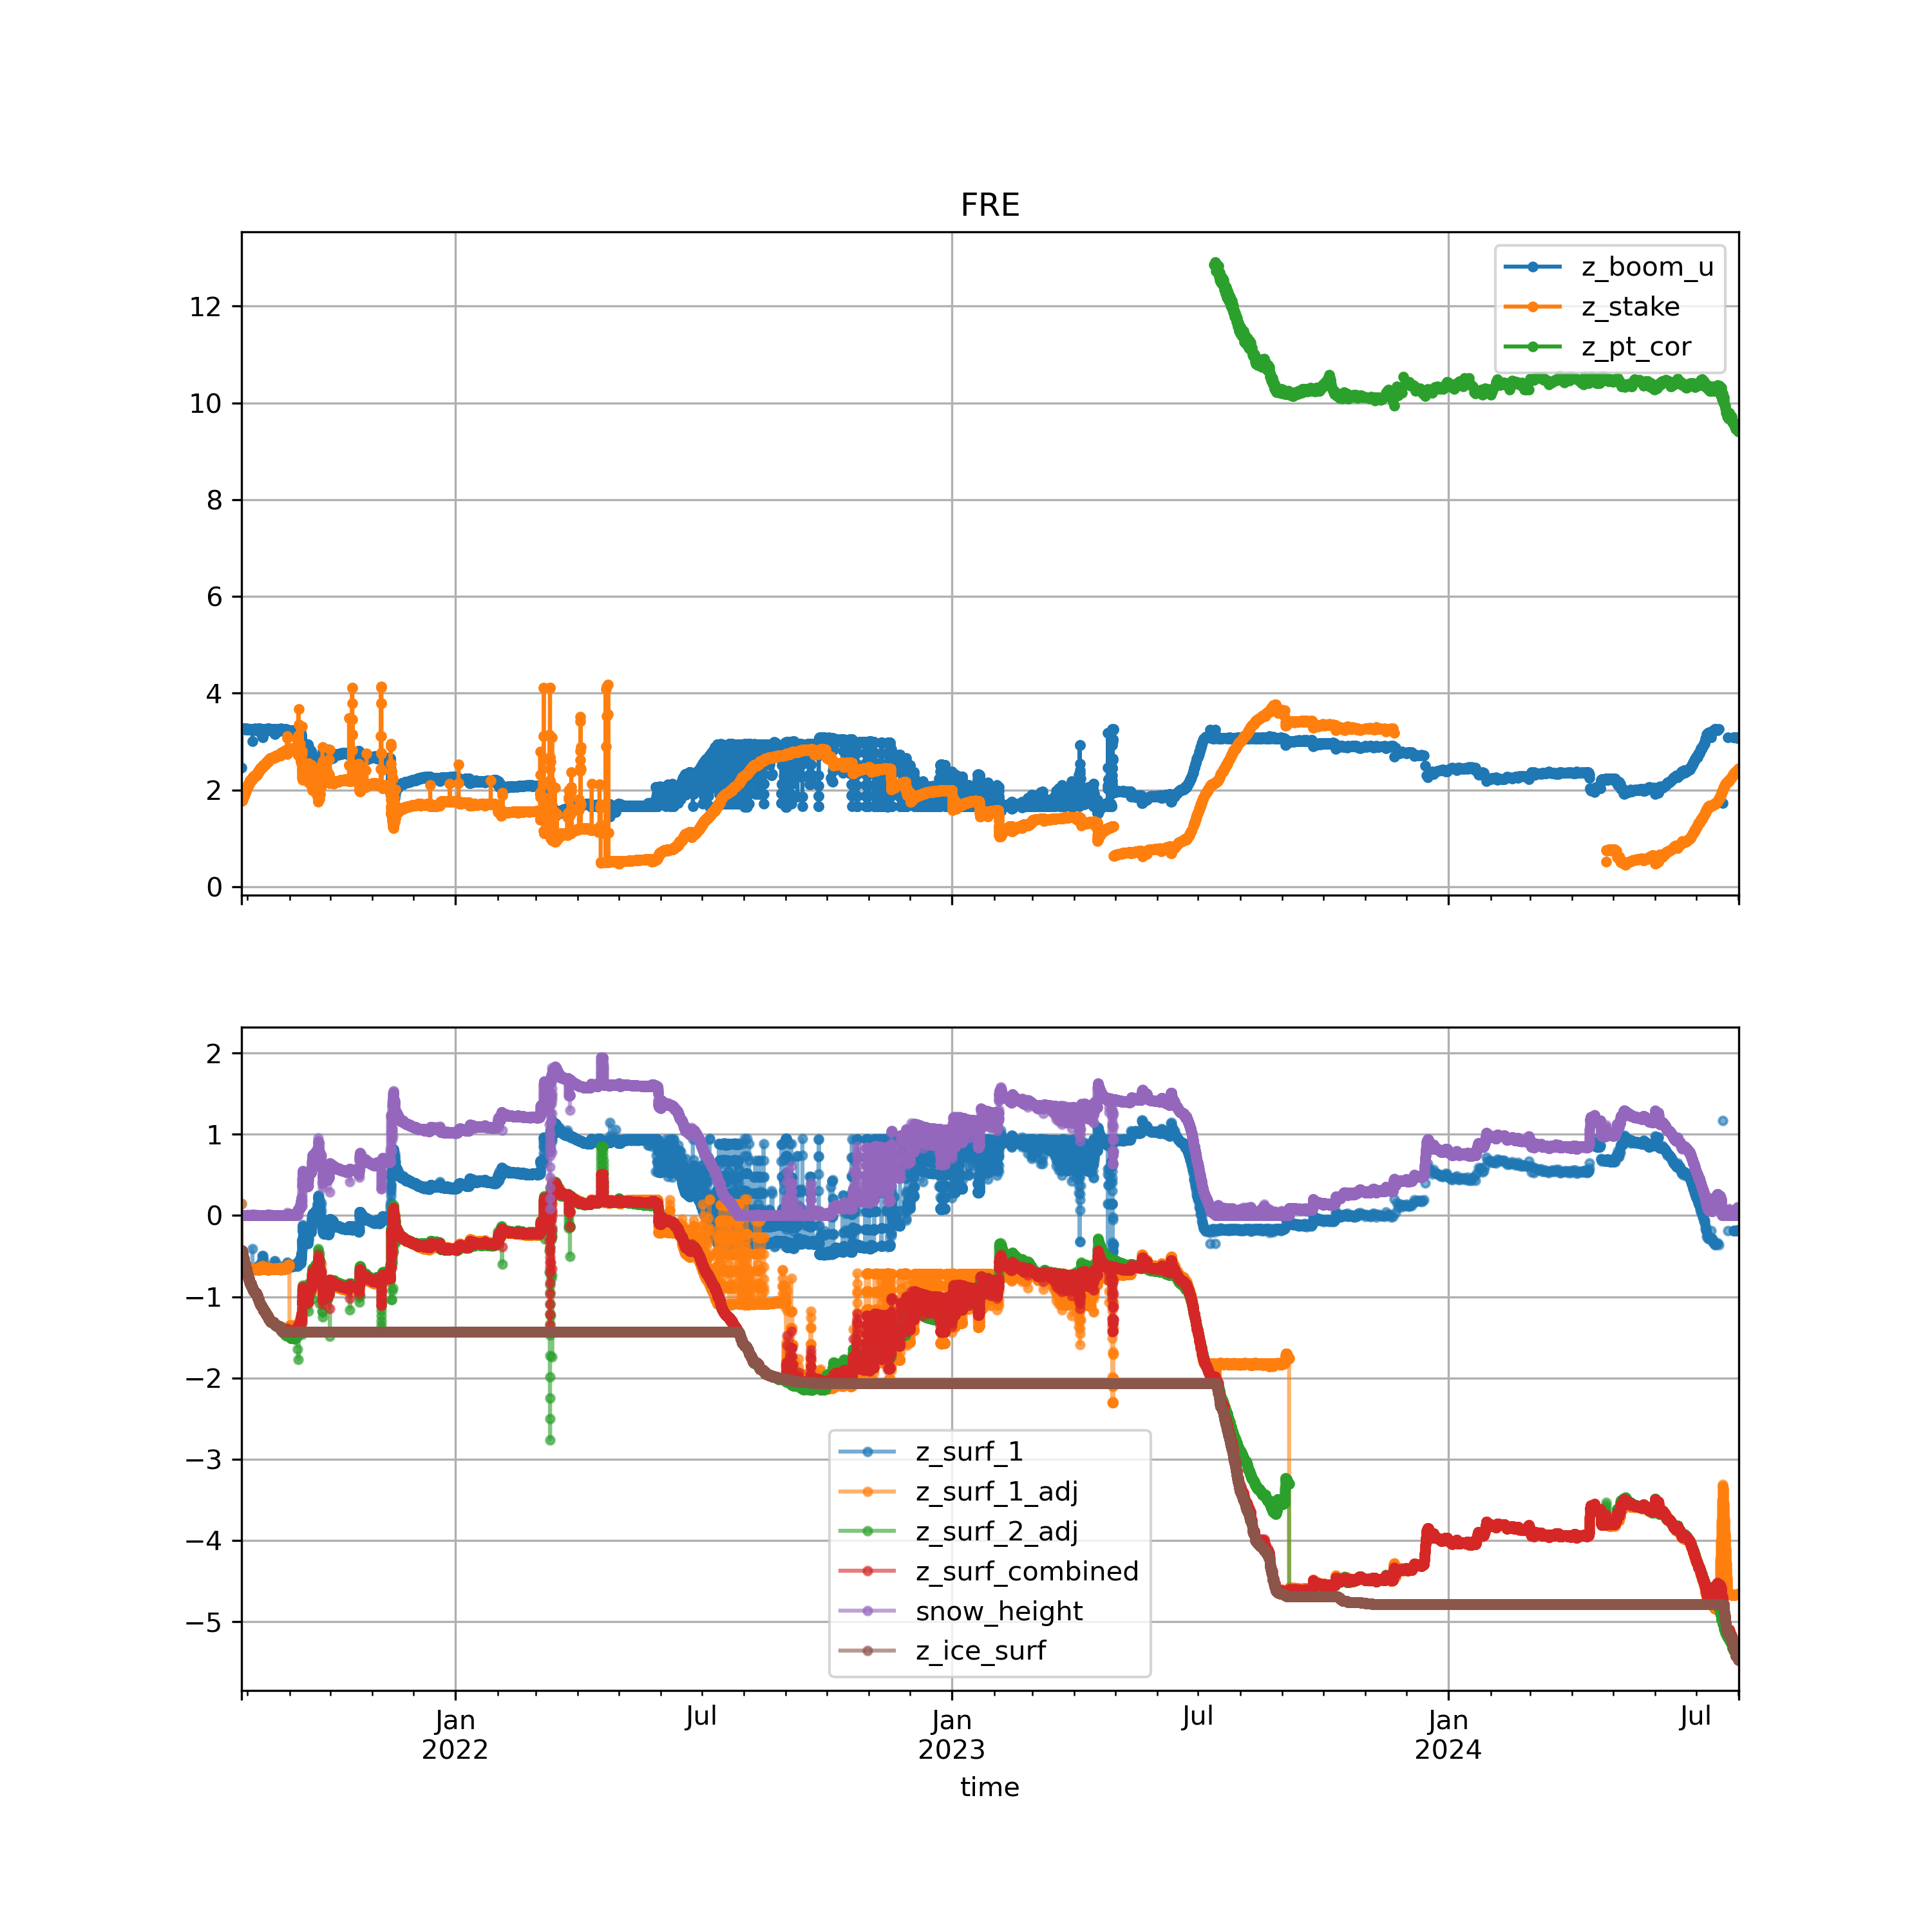 FRE
12
10
8
6
4
2
0
z_boom_u
z_stake
z_pt_cor
2
1
0
−1
−2
−3
−4
−5
z_surf_1
z_surf_1_adj
z_surf_2_adj
z_surf_combined
snow_height
z_ice_surf
Jan Jul Jan Jul Jan Jul
2022 2023 2024
time